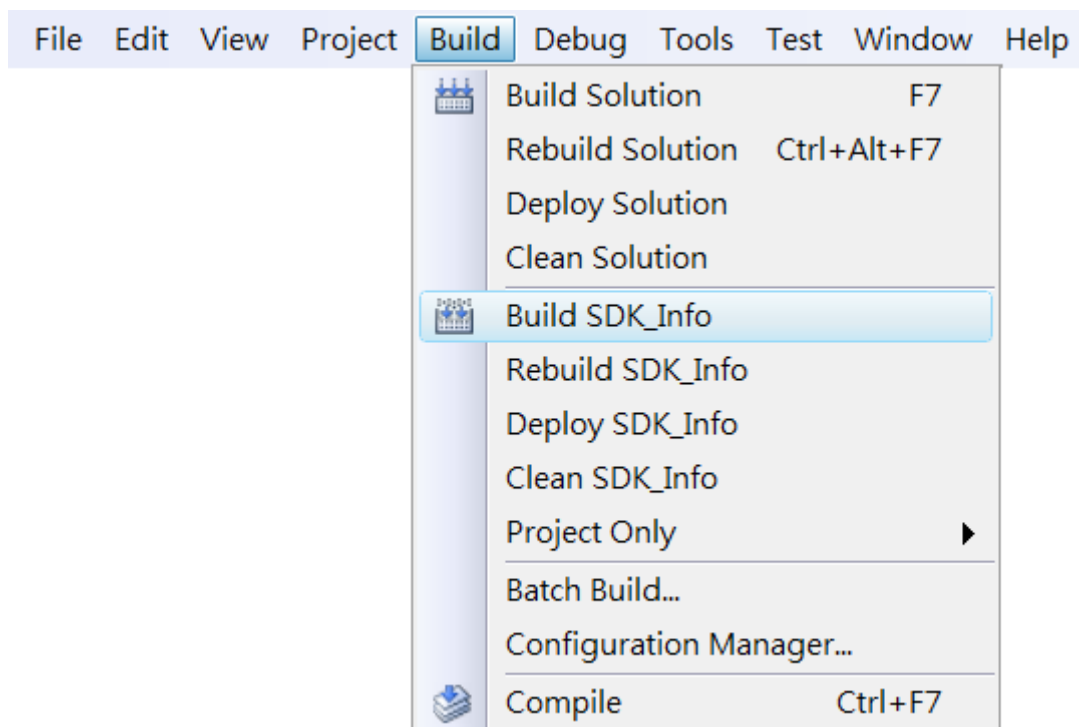 File Edit View Project Build Debug Tools Test Window Help
Build Solution F7
Rebuild Solution Ctrl+Alt+F7
Deploy Solution
Clean Solution
Build SDK_Info
Rebuild SDK_Info
Deploy SDK_Info
Clean SDK_Info
Project Only
Batch Build...
Configuration Manager...
Compile Ctrl+F7